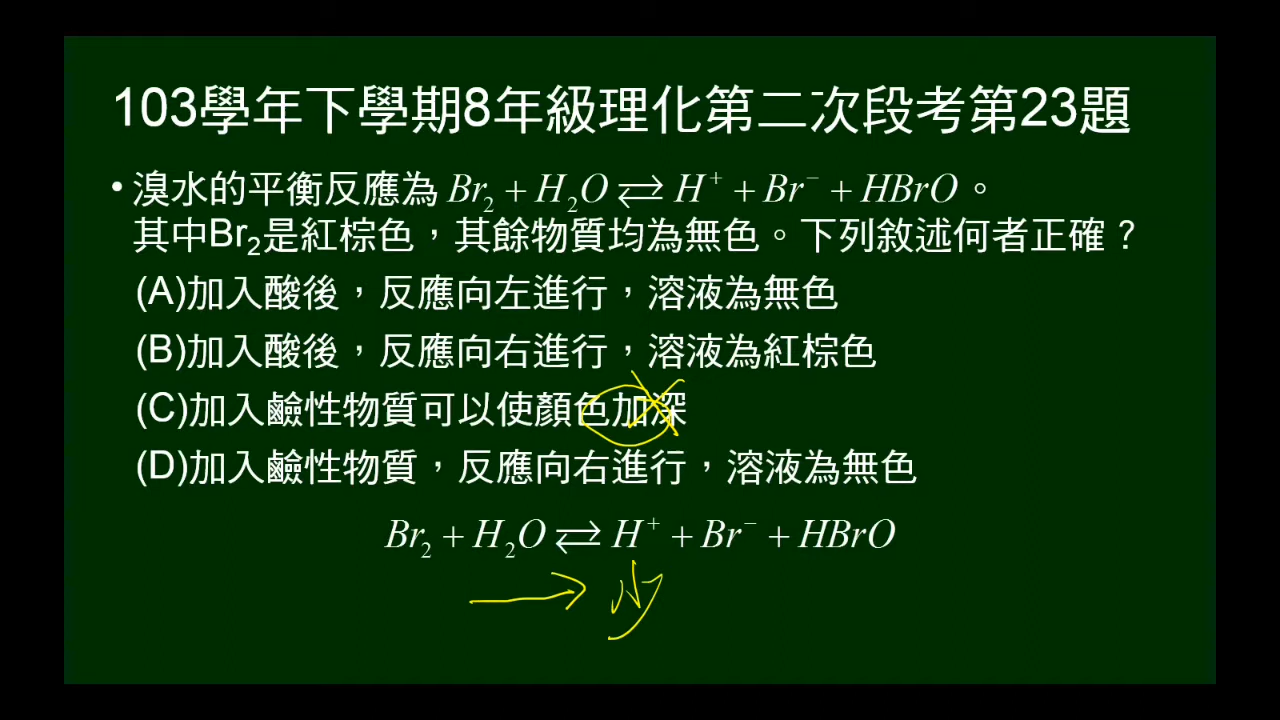 103學年下學期8年級理化第二次段考第23題
• 溴水的平衡反應為 Br₂ + H₂O ⇄ H⁺ + Br⁻ + HBrO。
其中Br₂是紅棕色，其餘物質均為無色。下列敘述何者正確？
(A)加入酸後，反應向左進行，溶液為無色
(B)加入酸後，反應向右進行，溶液為紅棕色
(C)加入鹼性物質可以使顏色加深
(D)加入鹼性物質，反應向右進行，溶液為無色
Br₂ + H₂O ⇄ H⁺ + Br⁻ + HBrO
→ 少